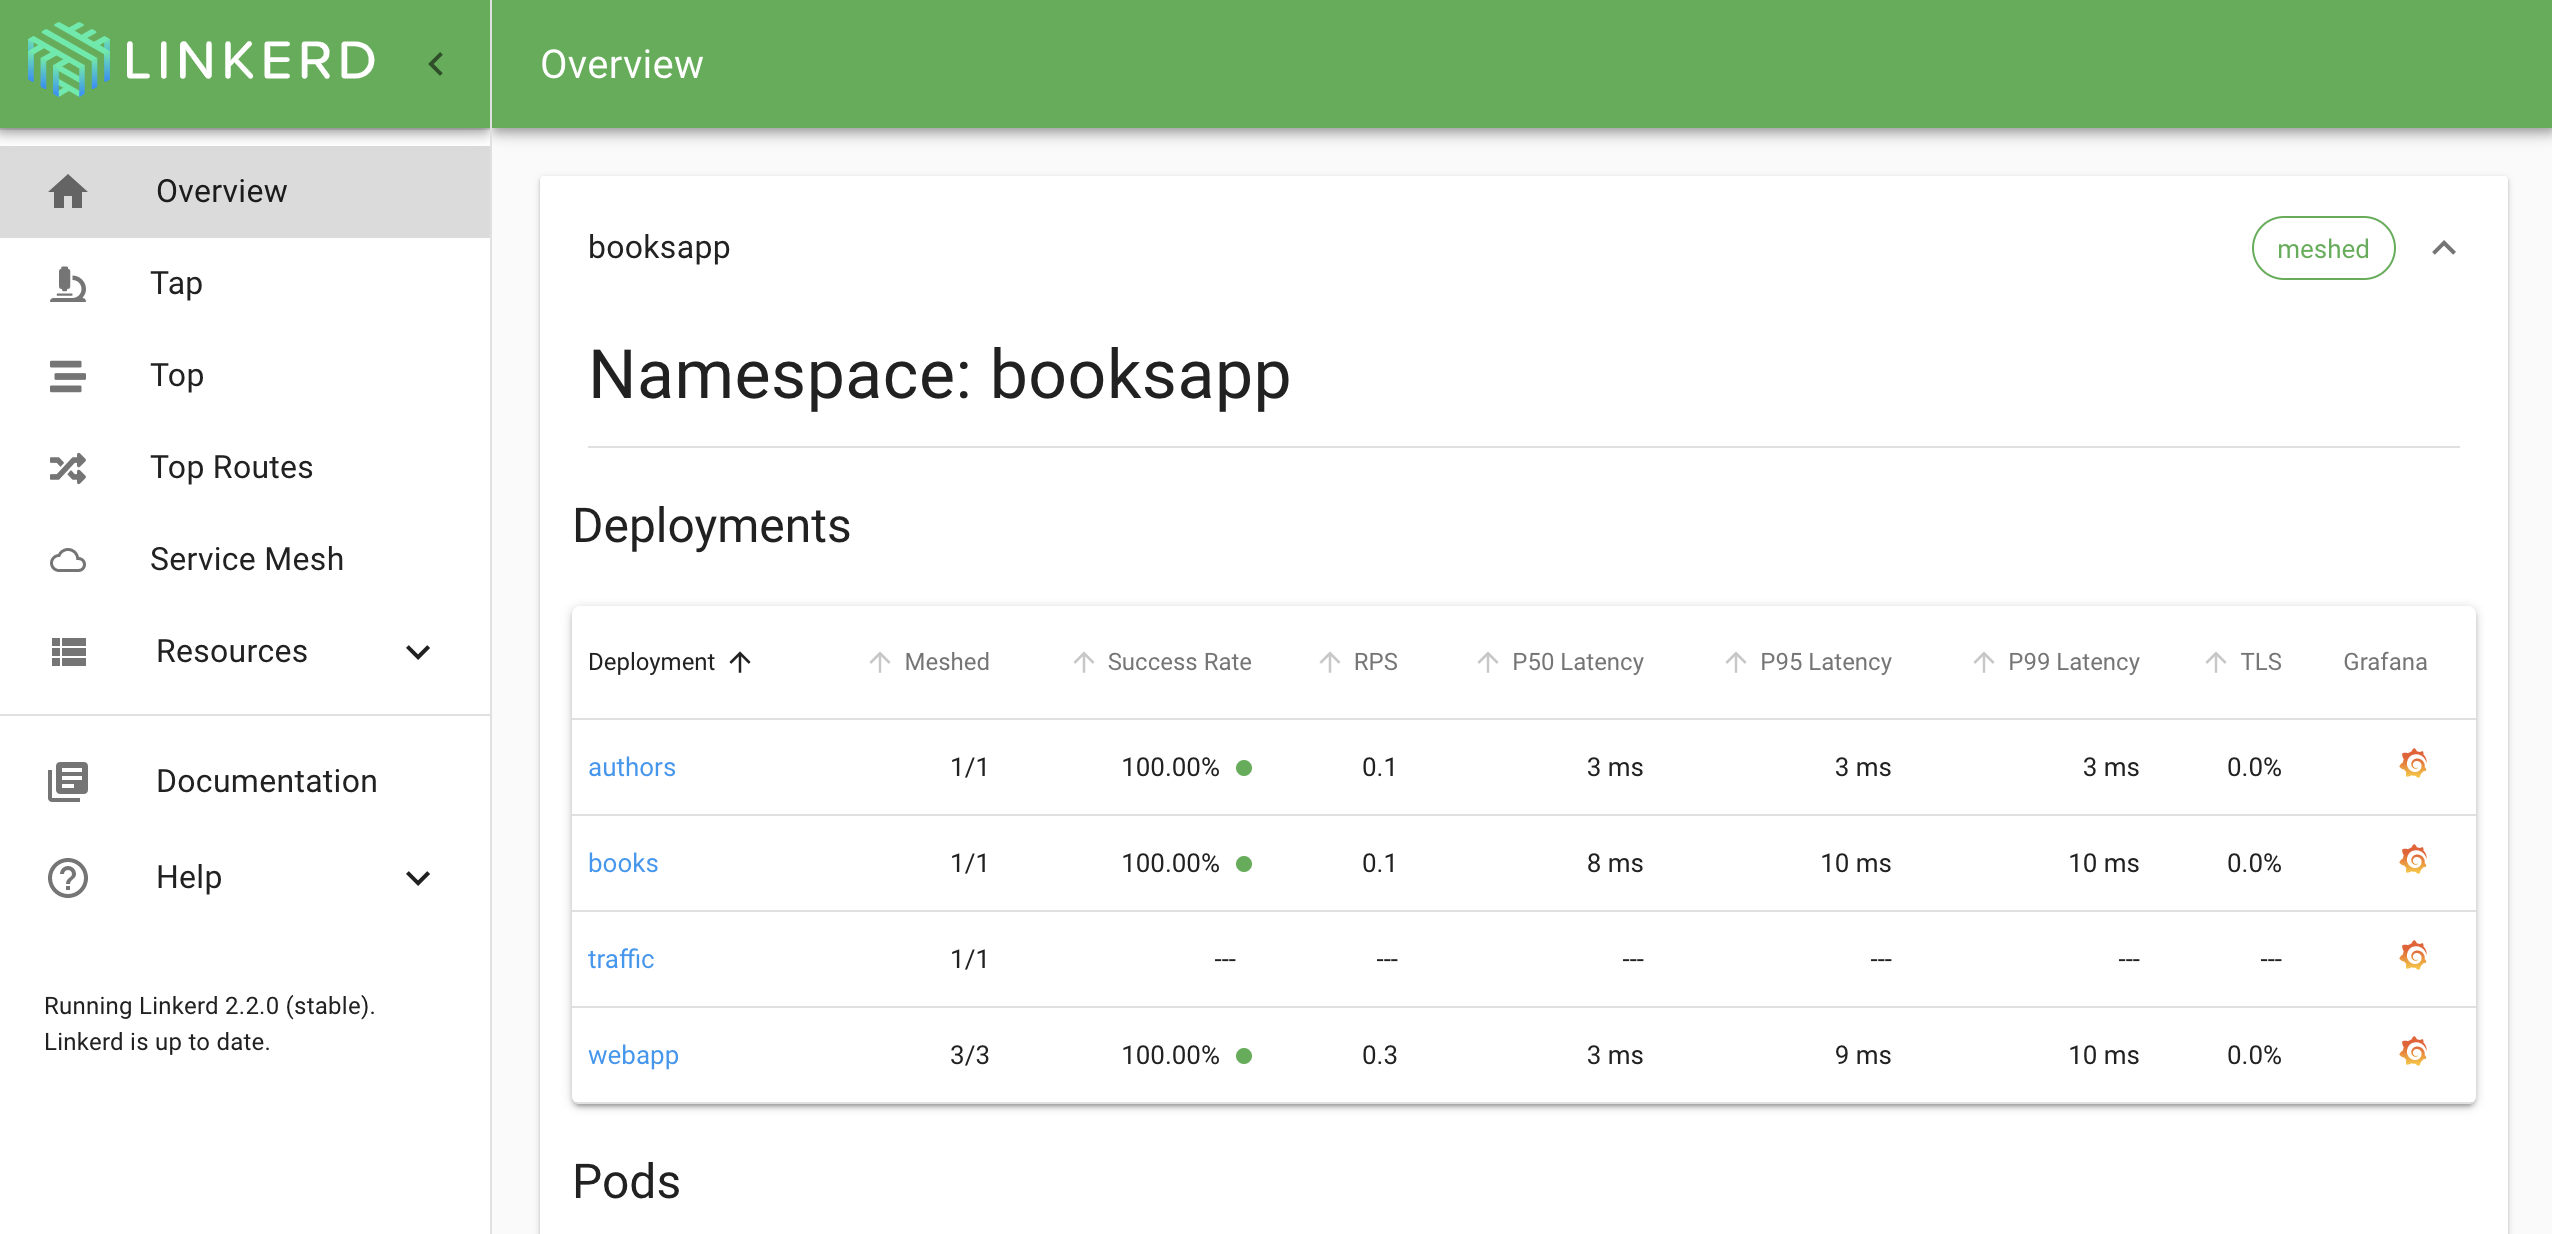 LINKERD
Overview
Overview
Tap
Top
Top Routes
Service Mesh
Resources
Documentation
Help
Running Linkerd 2.2.0 (stable).
Linkerd is up to date.
booksapp meshed
Namespace: booksapp
Deployments
Deployment Meshed Success Rate RPS P50 Latency P95 Latency P99 Latency TLS Grafana
authors 1/1 100.00% 0.1 3 ms 3 ms 3 ms 0.0%
books 1/1 100.00% 0.1 8 ms 10 ms 10 ms 0.0%
traffic 1/1 --- --- --- --- --- ---
webapp 3/3 100.00% 0.3 3 ms 9 ms 10 ms 0.0%
Pods